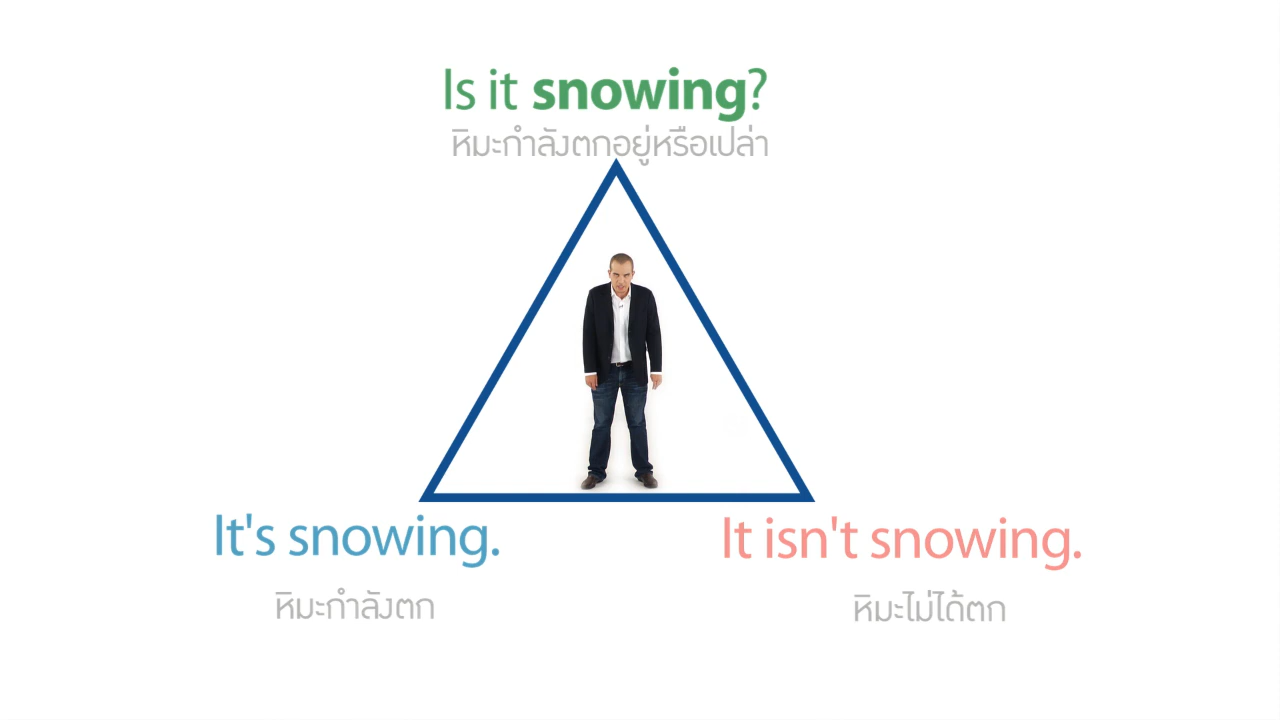 Is it snowing?
หิมะกำลังตกอยู่หรือเปล่า
It's snowing.
It isn't snowing.
หิมะกำลังตก
หิมะไม่ได้ตก